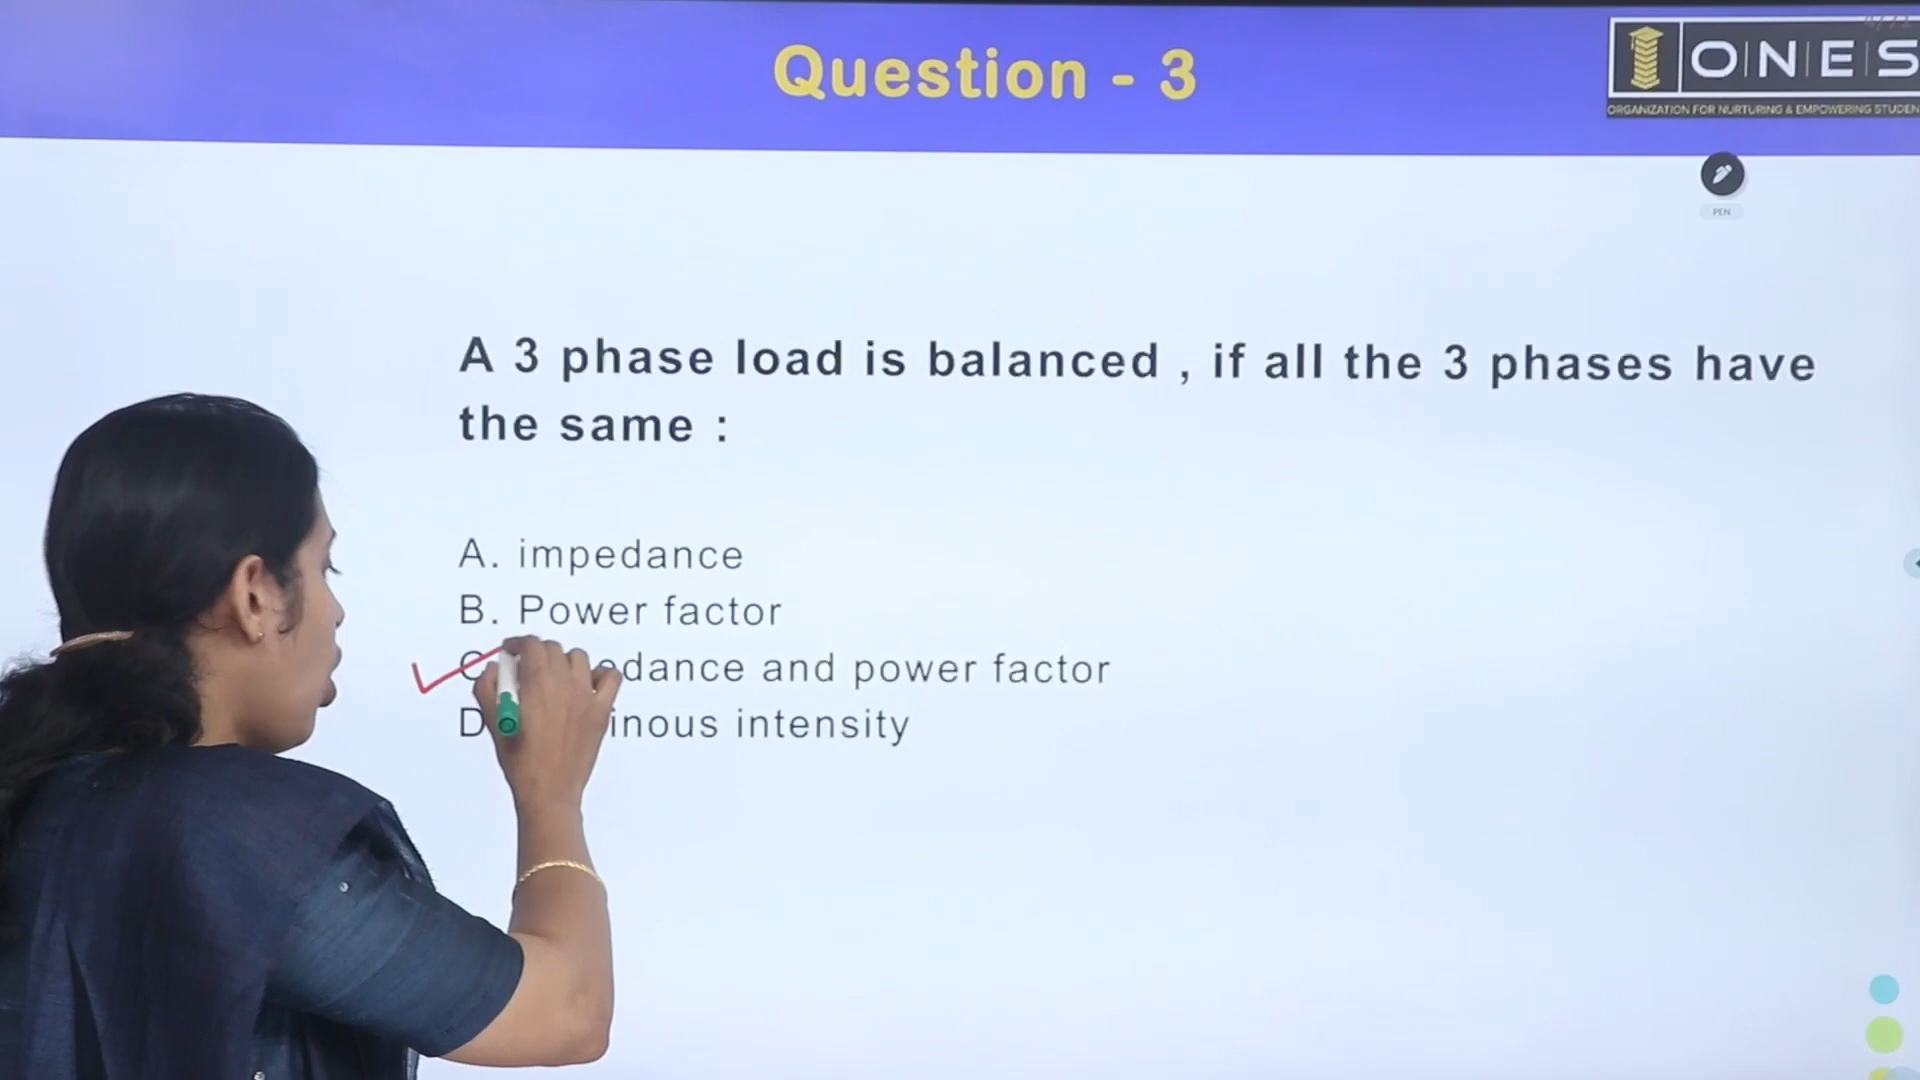 Question - 3
ONES
ORGANIZATION FOR NURTURING & EMPOWERING STUDEN
PEN
A 3 phase load is balanced , if all the 3 phases have
the same :
A. impedance
B. Power factor
edance and power factor
D inous intensity